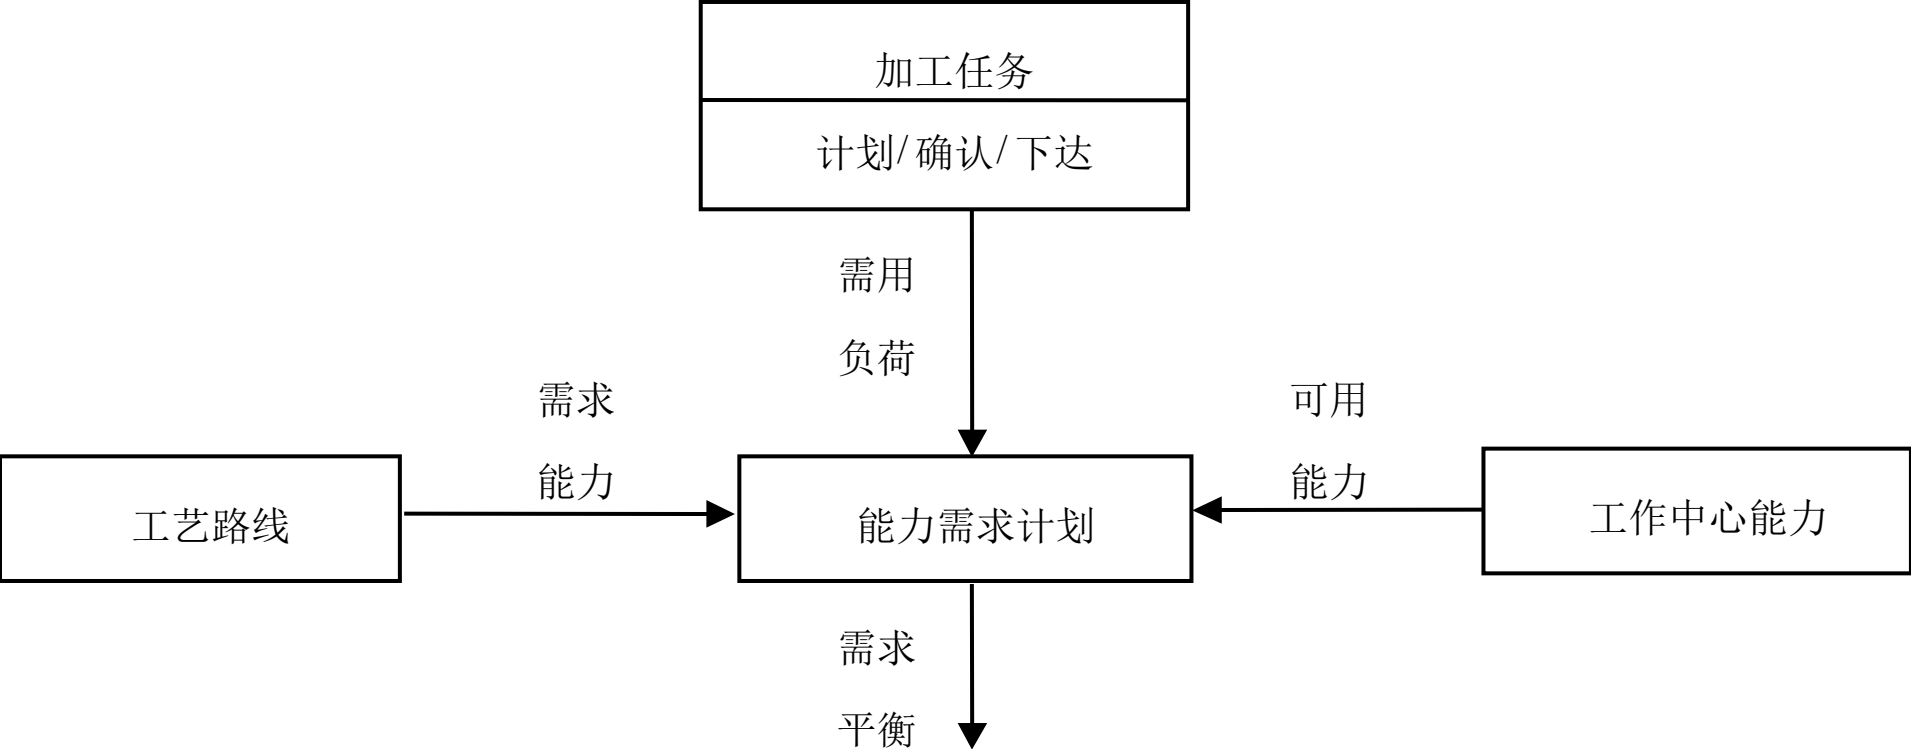 加工任务
计划/确认/下达
需用
负荷
需求
能力
可用
能力
工艺路线
能力需求计划
工作中心能力
需求
平衡